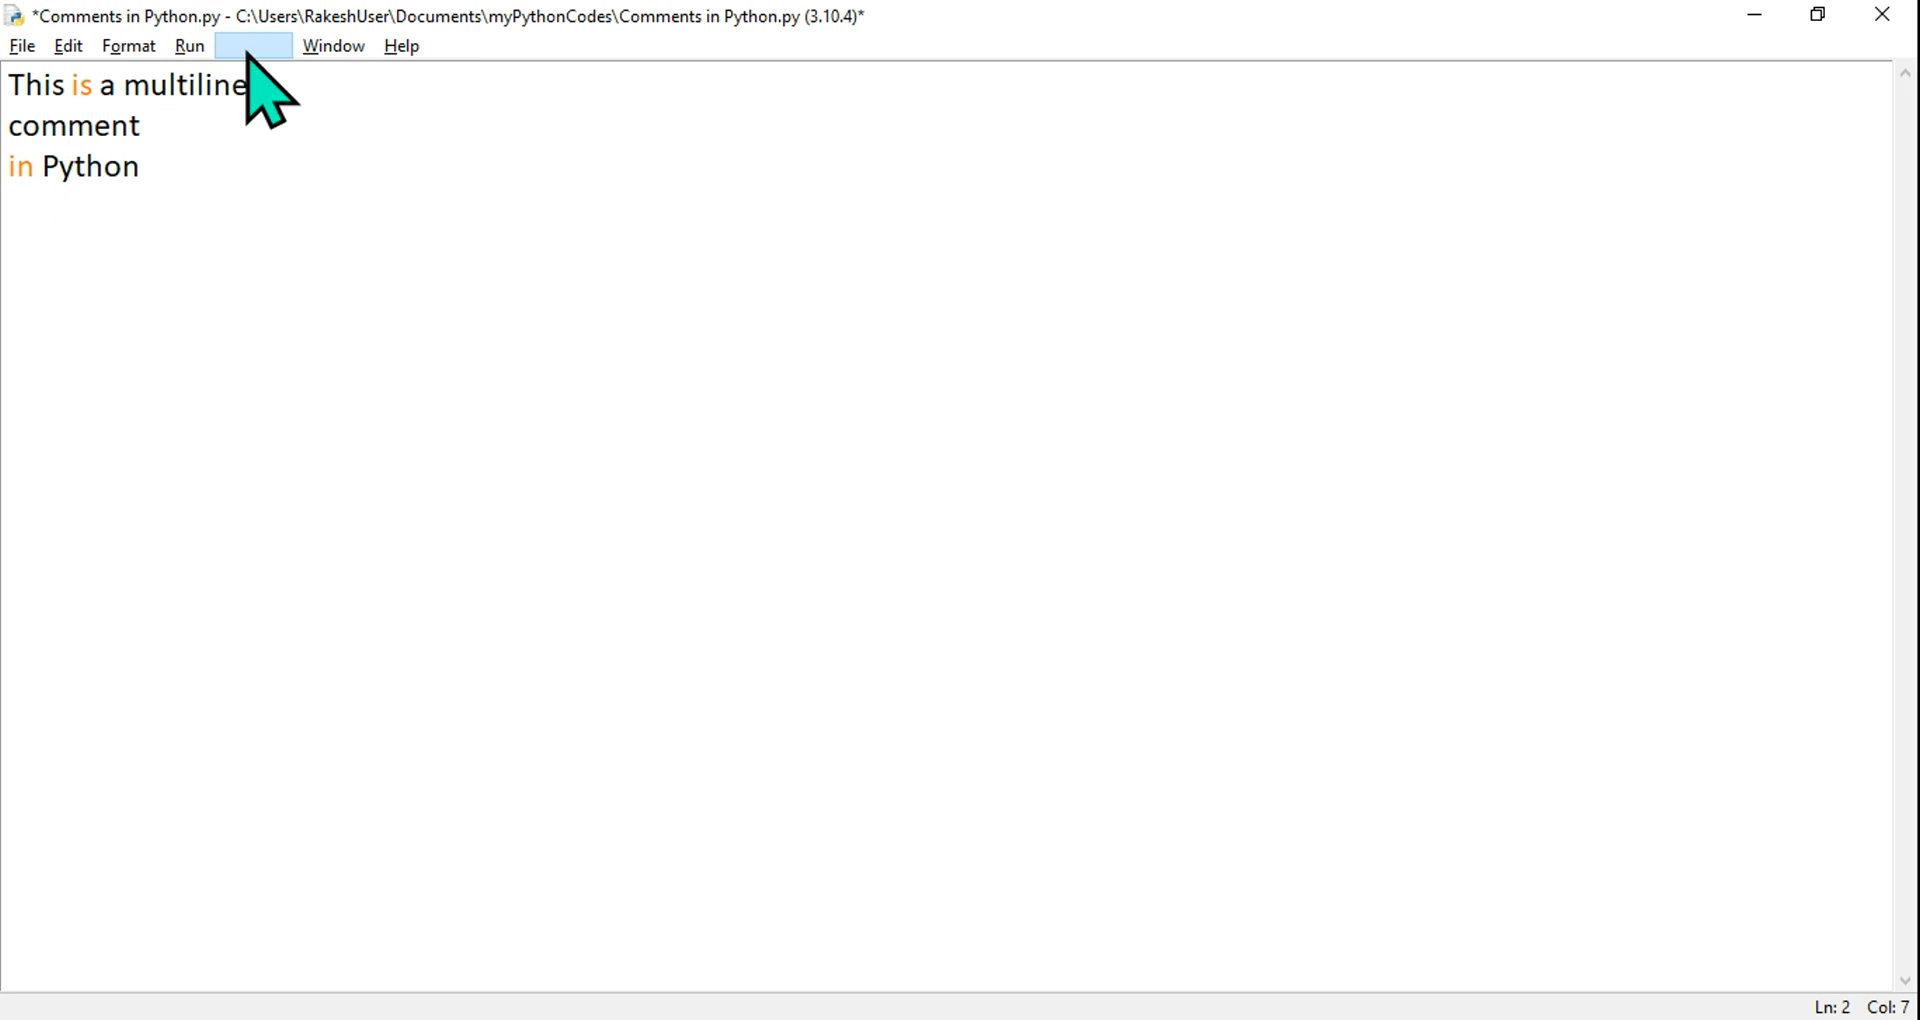 *Comments in Python.py - C:\Users\RakeshUser\Documents\myPythonCodes\Comments in Python.py (3.10.4)*
File Edit Format Run Window Help
This is a multiline
comment
in Python
Ln: 2 Col: 7